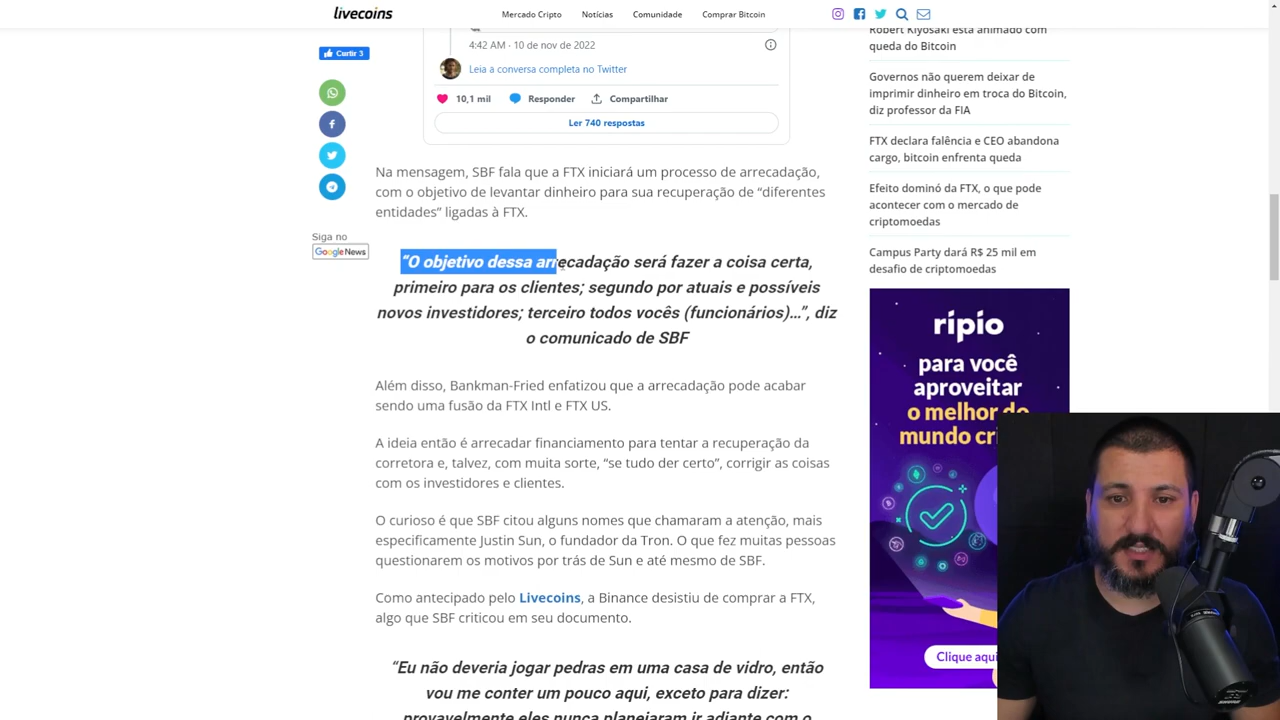 livecoins
Mercado Cripto
Notícias
Comunidade
Comprar Bitcoin
Curtir 3
Siga no
Google News
4:42 AM · 10 de nov de 2022
Leia a conversa completa no Twitter
10,1 mil
Responder
Compartilhar
Ler 740 respostas
Na mensagem, SBF fala que a FTX iniciará um processo de arrecadação,
com o objetivo de levantar dinheiro para sua recuperação de “diferentes
entidades” ligadas à FTX.
“O objetivo dessa arrecadação será fazer a coisa certa,
primeiro para os clientes; segundo por atuais e possíveis
novos investidores; terceiro todos vocês (funcionários)…”, diz
o comunicado de SBF
Além disso, Bankman-Fried enfatizou que a arrecadação pode acabar
sendo uma fusão da FTX Intl e FTX US.
A ideia então é arrecadar financiamento para tentar a recuperação da
corretora e, talvez, com muita sorte, “se tudo der certo”, corrigir as coisas
com os investidores e clientes.
O curioso é que SBF citou alguns nomes que chamaram a atenção, mais
especificamente Justin Sun, o fundador da Tron. O que fez muitas pessoas
questionarem os motivos por trás de Sun e até mesmo de SBF.
Como antecipado pelo Livecoins, a Binance desistiu de comprar a FTX,
algo que SBF criticou em seu documento.
“Eu não deveria jogar pedras em uma casa de vidro, então
vou me conter um pouco aqui, exceto para dizer:
provavelmente eles nunca planejaram ir adiante com o
Robert Kiyosaki está animado com
queda do Bitcoin
Governos não querem deixar de
imprimir dinheiro em troca do Bitcoin,
diz professor da FIA
FTX declara falência e CEO abandona
cargo, bitcoin enfrenta queda
Efeito dominó da FTX, o que pode
acontecer com o mercado de
criptomoedas
Campus Party dará R$ 25 mil em
desafio de criptomoedas
ripio
para você
aproveitar
o melhor do
mundo cri
Clique aqui